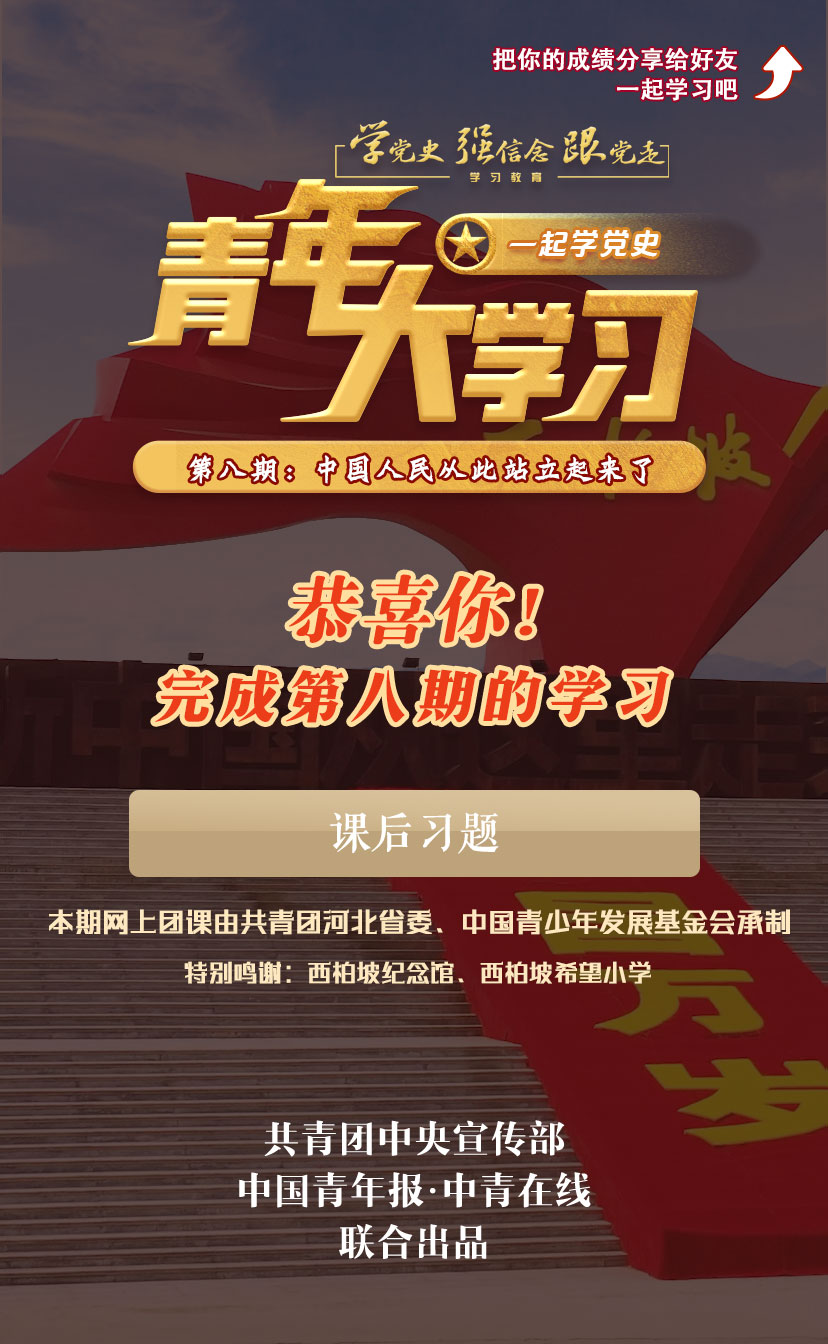 把你的成绩分享给好友
一起学习吧
学党史 强信念 跟党走
学习教育
青年大学习
一起学党史
第八期：中国人民从此站立起来了
恭喜你！
完成第八期的学习
课后习题
本期网上团课由共青团河北省委、中国青少年发展基金会承制
特别鸣谢：西柏坡纪念馆、西柏坡希望小学
万岁
共青团中央宣传部
中国青年报·中青在线
联合出品